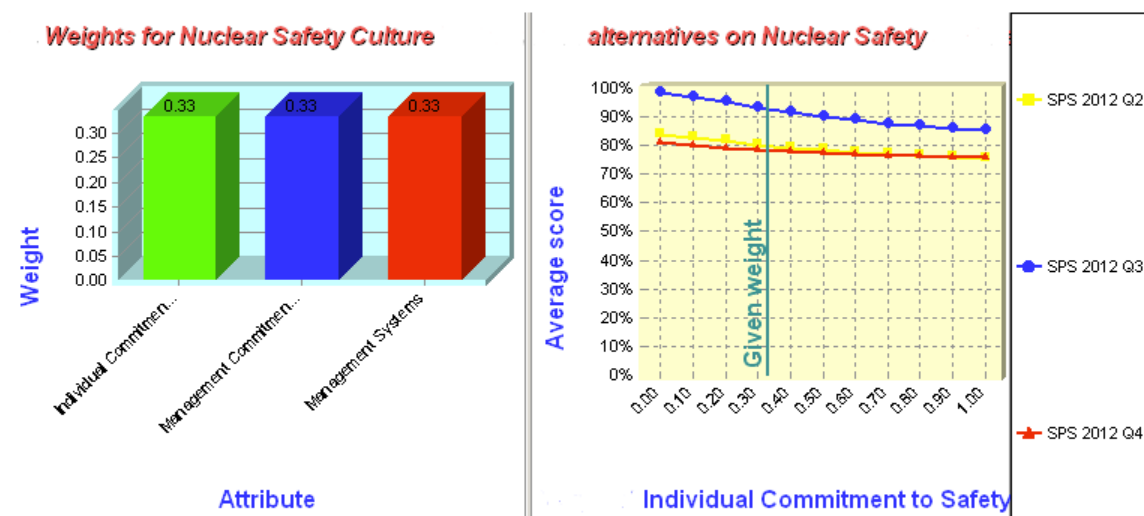 Weights for Nuclear Safety Culture
0.33
0.33
0.33
0.30
0.25
0.20
0.15
0.10
0.05
0.00
Weight
Individual Commitmen...
Management Commitmen...
Management Systems
Attribute
alternatives on Nuclear Safety
100%
90%
80%
70%
60%
50%
40%
30%
20%
10%
0%
Average score
Given weight
0.00
0.10
0.20
0.30
0.40
0.50
0.60
0.70
0.80
0.90
1.00
Individual Commitment to Safety
SPS 2012 Q2
SPS 2012 Q3
SPS 2012 Q4